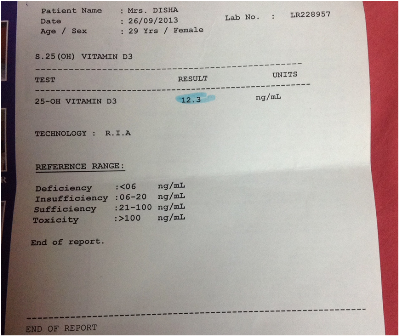 Patient Name : Mrs. DISHA
Date : 26/09/2013 Lab No. : LR228957
Age / Sex : 29 Yrs / Female
S.25(OH) VITAMIN D3
TEST RESULT UNITS
25-OH VITAMIN D3 12.3 ng/mL
TECHNOLOGY : R.I.A
REFERENCE RANGE:
Deficiency :<06 ng/mL
Insufficiency :06-20 ng/mL
Sufficiency :21-100 ng/mL
Toxicity :>100 ng/mL
End of report.
END OF REPORT